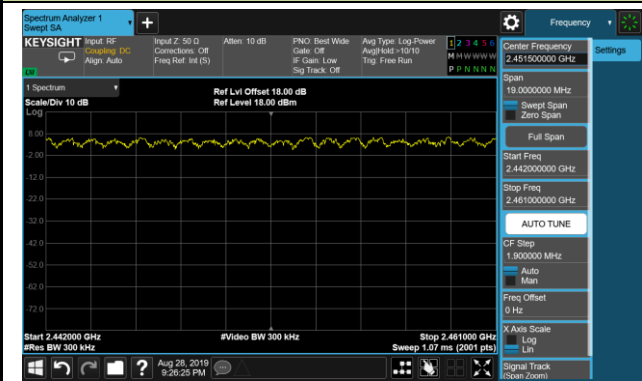 Spectrum Analyzer 1
Swept SA
+
Frequency
KEYSIGHT
Input: RF
Coupling: DC
Align: Auto
Input Z: 50 Ω
Corrections: Off
Freq Ref: Int (S)
Atten: 10 dB
PNO: Best Wide
Gate: Off
IF Gain: Low
Sig Track: Off
Avg Type: Log-Power
Avg|Hold:>10/10
Trig: Free Run
1 2 3 4 5 6
M M W W W W
P P N N N N
1 Spectrum
Scale/Div 10 dB
Log
Ref Lvl Offset 18.00 dB
Ref Level 18.00 dBm
8.00
-2.00
-12.0
-22.0
-32.0
-42.0
-52.0
-62.0
-72.0
Start 2.442000 GHz
#Res BW 300 kHz
#Video BW 300 kHz
Stop 2.461000 GHz
Sweep 1.07 ms (2001 pts)
Center Frequency
2.451500000 GHz
Settings
Span
19.0000000 MHz
Swept Span
Zero Span
Full Span
Start Freq
2.442000000 GHz
Stop Freq
2.461000000 GHz
AUTO TUNE
CF Step
1.900000 MHz
Auto
Man
Freq Offset
0 Hz
X Axis Scale
Log
Lin
Signal Track
(Span Zoom)
?
Aug 28, 2019
9:26:25 PM